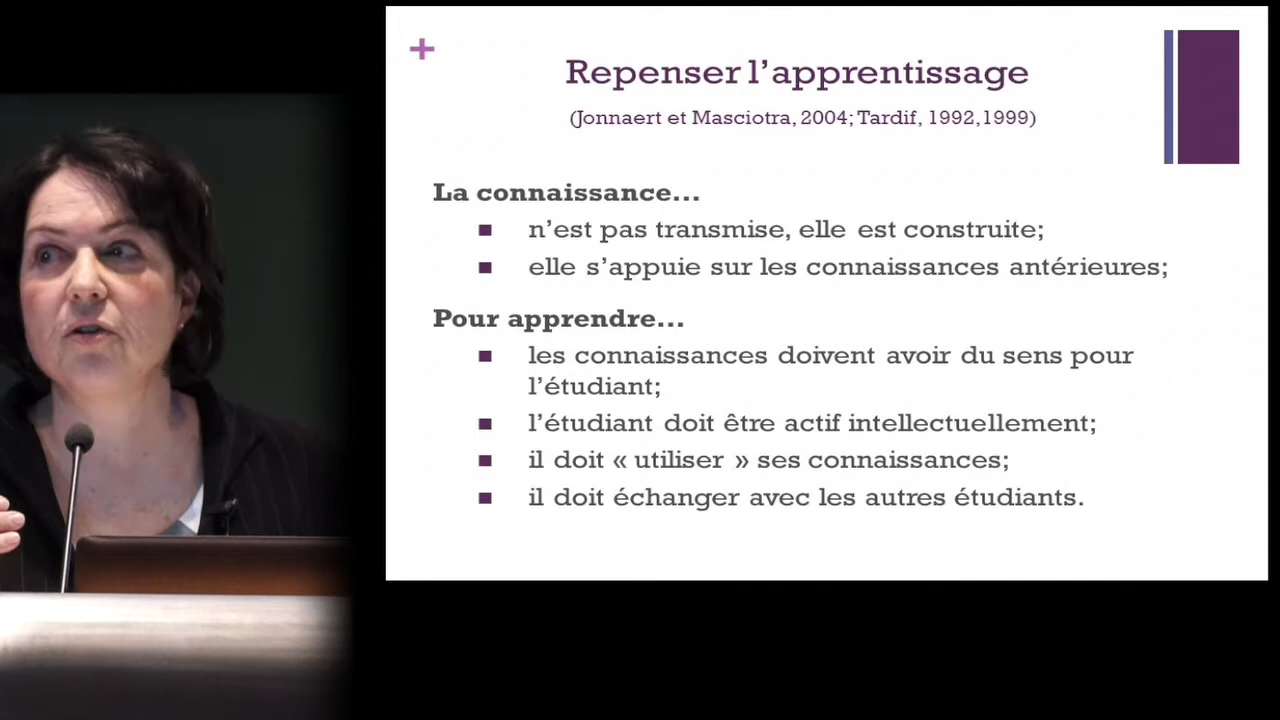 +
Repenser l’apprentissage
(Jonnaert et Masciotra, 2004; Tardif, 1992,1999)
La connaissance...
n’est pas transmise, elle est construite;
elle s’appuie sur les connaissances antérieures;
Pour apprendre...
les connaissances doivent avoir du sens pour
l’étudiant;
l’étudiant doit être actif intellectuellement;
il doit « utiliser » ses connaissances;
il doit échanger avec les autres étudiants.